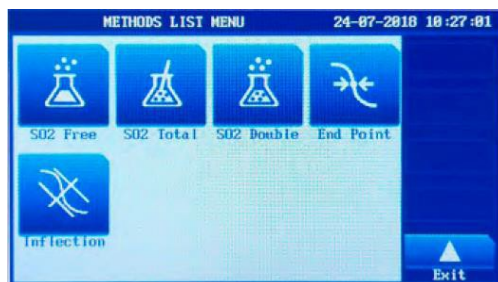 METHODS LIST MENU 24-07-2018 10:27:01
SO2 Free SO2 Total SO2 Double End Point
Inflection
Exit